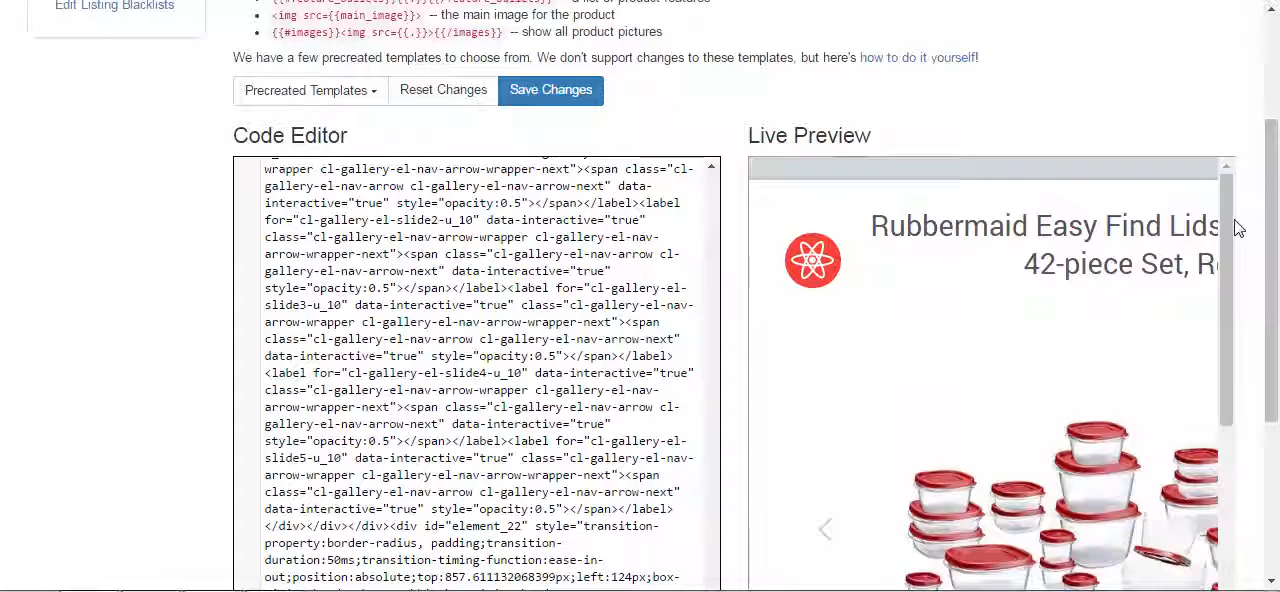 Edit Listing Blacklists
<img src={{main_image}}> -- the main image for the product
{{#images}}<img src={{.}}>{{/images}} -- show all product pictures
We have a few precreated templates to choose from. We don't support changes to these templates, but here's how to do it yourself!
Precreated Templates Reset Changes Save Changes
Code Editor
Live Preview
wrapper cl-gallery-el-nav-arrow-wrapper-next"><span class="cl-
gallery-el-nav-arrow cl-gallery-el-nav-arrow-next" data-
interactive="true" style="opacity:0.5"></span></label><label
for="cl-gallery-el-slide2-u_10" data-interactive="true"
class="cl-gallery-el-nav-arrow-wrapper cl-gallery-el-nav-
arrow-wrapper-next"><span class="cl-gallery-el-nav-arrow cl-
gallery-el-nav-arrow-next" data-interactive="true"
style="opacity:0.5"></span></label><label for="cl-gallery-el-
slide3-u_10" data-interactive="true" class="cl-gallery-el-nav-
arrow-wrapper cl-gallery-el-nav-arrow-wrapper-next"><span
class="cl-gallery-el-nav-arrow cl-gallery-el-nav-arrow-next"
data-interactive="true" style="opacity:0.5"></span></label>
<label for="cl-gallery-el-slide4-u_10" data-interactive="true"
class="cl-gallery-el-nav-arrow-wrapper cl-gallery-el-nav-
arrow-wrapper-next"><span class="cl-gallery-el-nav-arrow cl-
gallery-el-nav-arrow-next" data-interactive="true"
style="opacity:0.5"></span></label><label for="cl-gallery-el-
slide5-u_10" data-interactive="true" class="cl-gallery-el-nav-
arrow-wrapper cl-gallery-el-nav-arrow-wrapper-next"><span
class="cl-gallery-el-nav-arrow cl-gallery-el-nav-arrow-next"
data-interactive="true" style="opacity:0.5"></span></label>
</div></div></div><div id="element_22" style="transition-
property:border-radius, padding;transition-
duration:50ms;transition-timing-function:ease-in-
out;position:absolute;top:857.611132068399px;left:124px;box-
Rubbermaid Easy Find Lids
42-piece Set, R